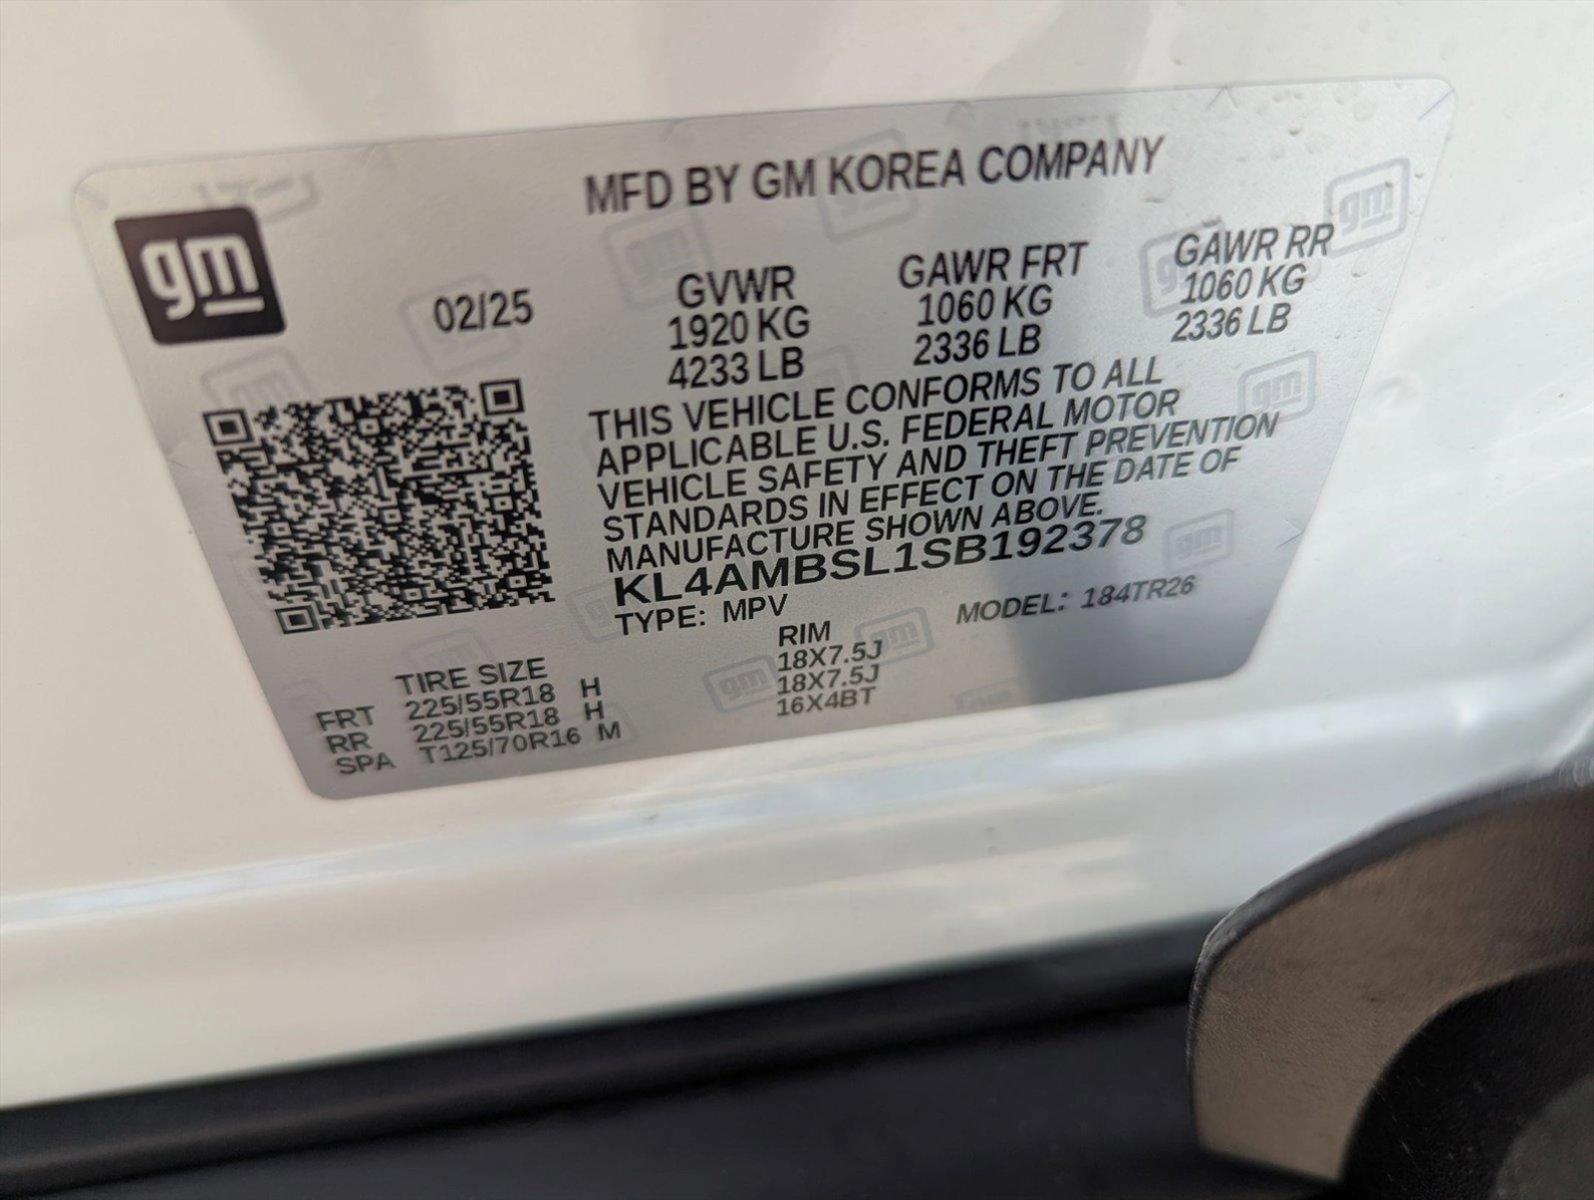 MFD BY GM KOREA COMPANY
gm
02/25
GVWR
1920 KG
4233 LB
GAWR FRT
1060 KG
2336 LB
GAWR RR
1060 KG
2336 LB
THIS VEHICLE CONFORMS TO ALL
APPLICABLE U.S. FEDERAL MOTOR
VEHICLE SAFETY AND THEFT PREVENTION
STANDARDS IN EFFECT ON THE DATE OF
MANUFACTURE SHOWN ABOVE.
KL4AMBSL1SB192378
TYPE: MPV
MODEL: 184TR26
TIRE SIZE
RIM
FRT 225/55R18 H 18X7.5J
RR 225/55R18 H 18X7.5J
SPA T125/70R16 M 16X4BT